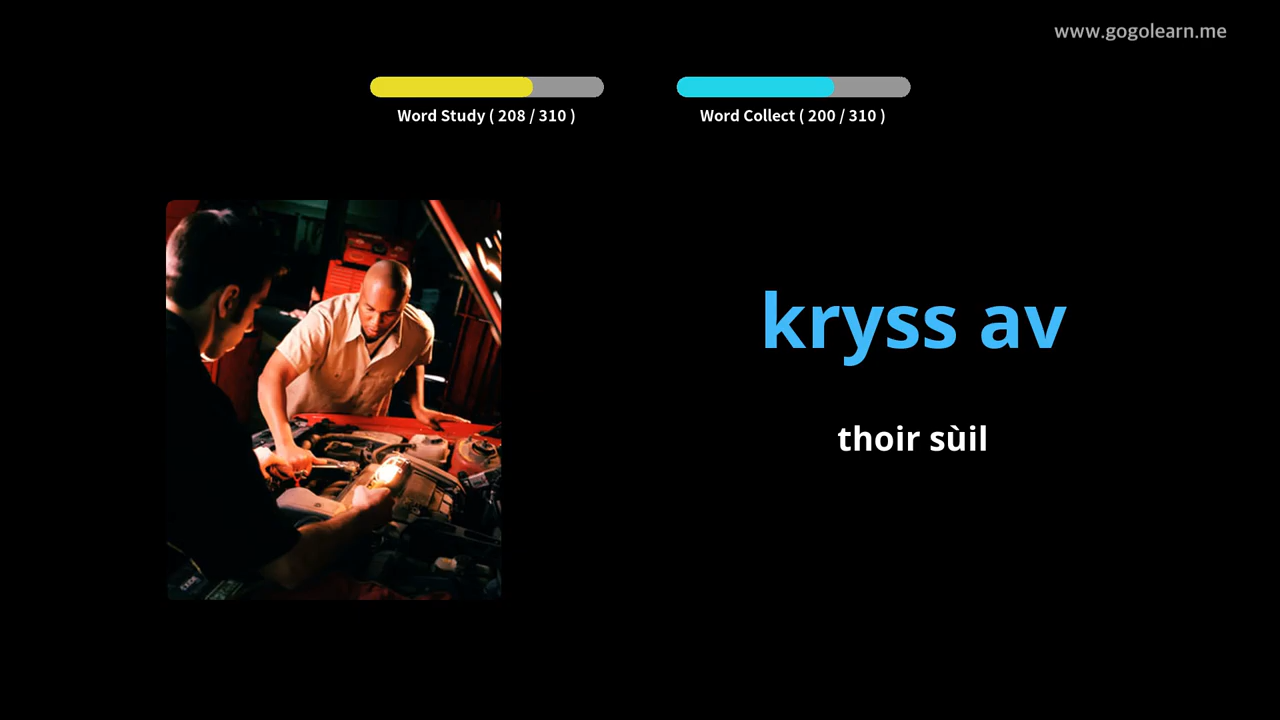 www.gogolearn.me
Word Study ( 208 / 310 )
Word Collect ( 200 / 310 )
kryss av
thoir sùil